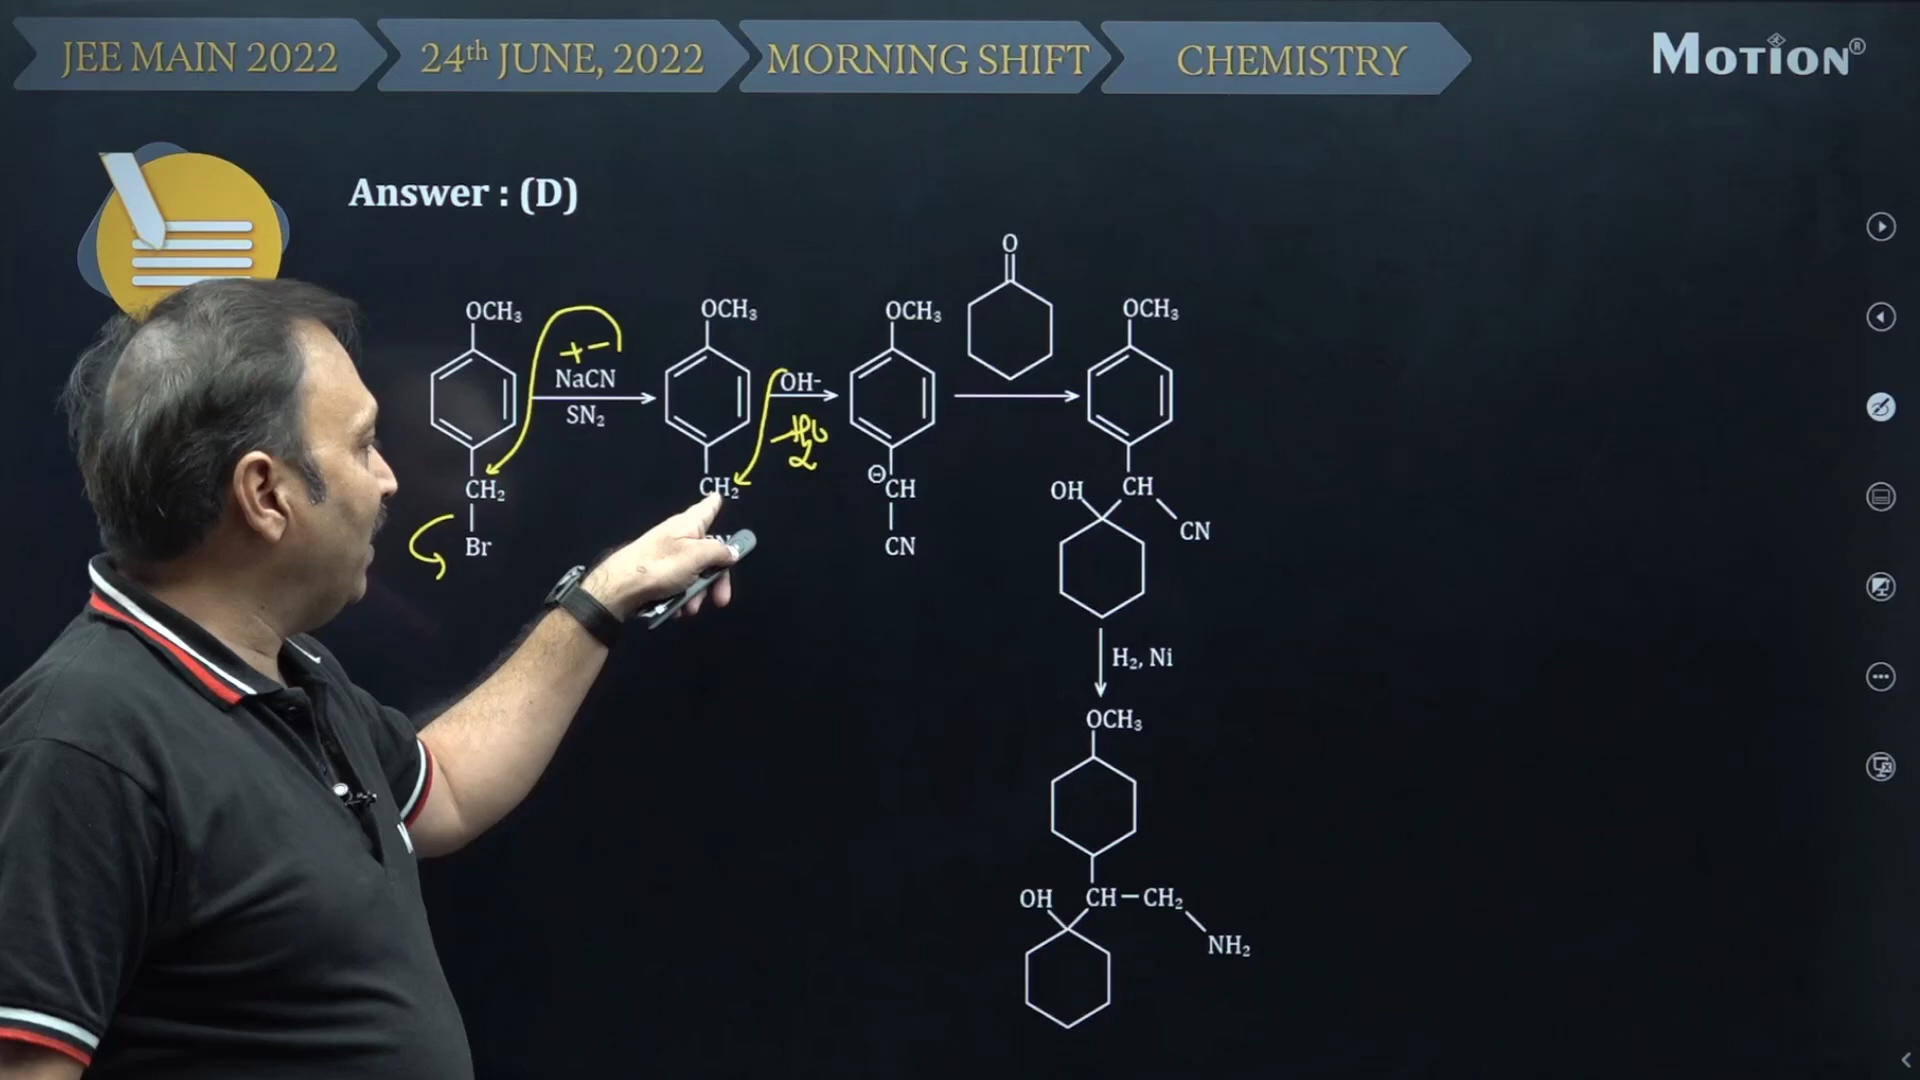 JEE MAIN 2022
24th JUNE, 2022
MORNING SHIFT
CHEMISTRY
MOTION®
Answer : (D)
OCH₃
+ −
NaCN
SN₂
CH₂
Br
OCH₃
OH-
CH₂
OCH₃
⊖
CH
CN
O
OCH₃
OH
CH
CN
H₂, Ni
OCH₃
OH
CH−CH₂
NH₂